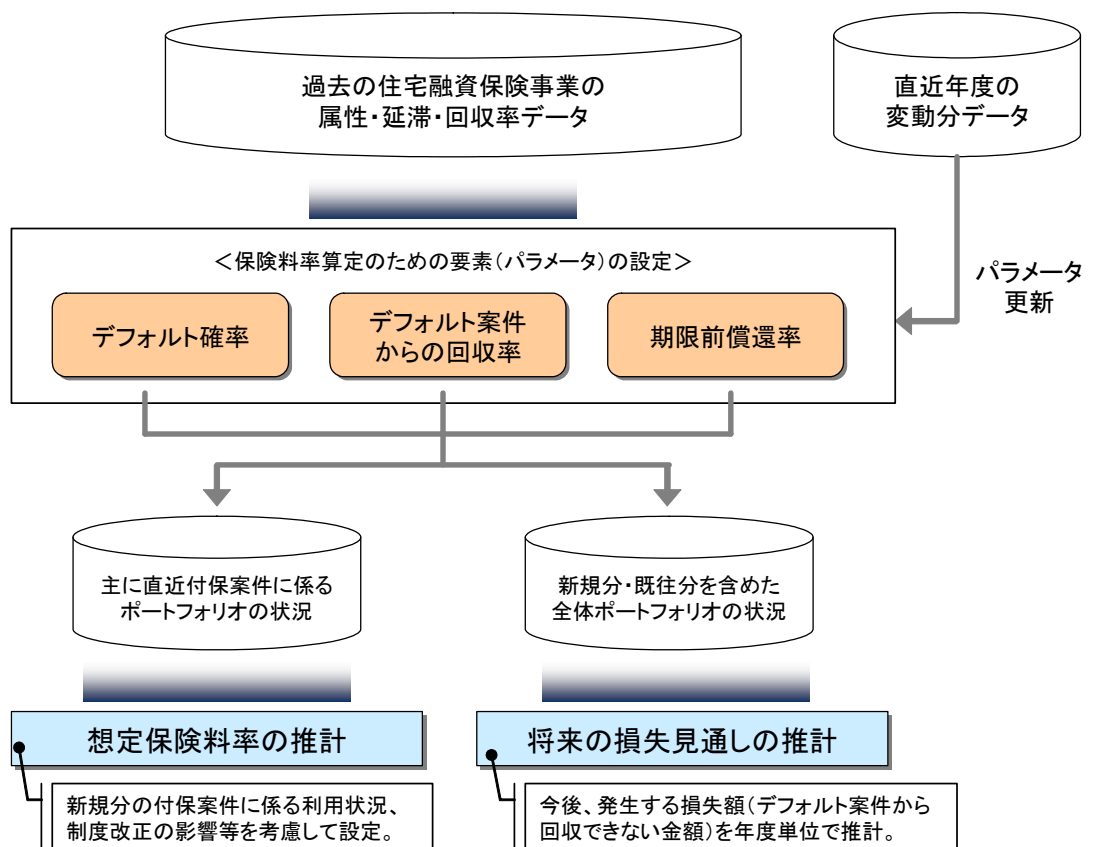 過去の住宅融資保険事業の
属性・延滞・回収率データ
直近年度の
変動分データ
＜保険料率算定のための要素(パラメータ)の設定＞
デフォルト確率
デフォルト案件
からの回収率
期限前償還率
パラメータ
更新
主に直近付保案件に係る
ポートフォリオの状況
新規分・既往分を含めた
全体ポートフォリオの状況
想定保険料率の推計
将来の損失見通しの推計
新規分の付保案件に係る利用状況、
制度改正の影響等を考慮して設定。
今後、発生する損失額(デフォルト案件から
回収できない金額)を年度単位で推計。